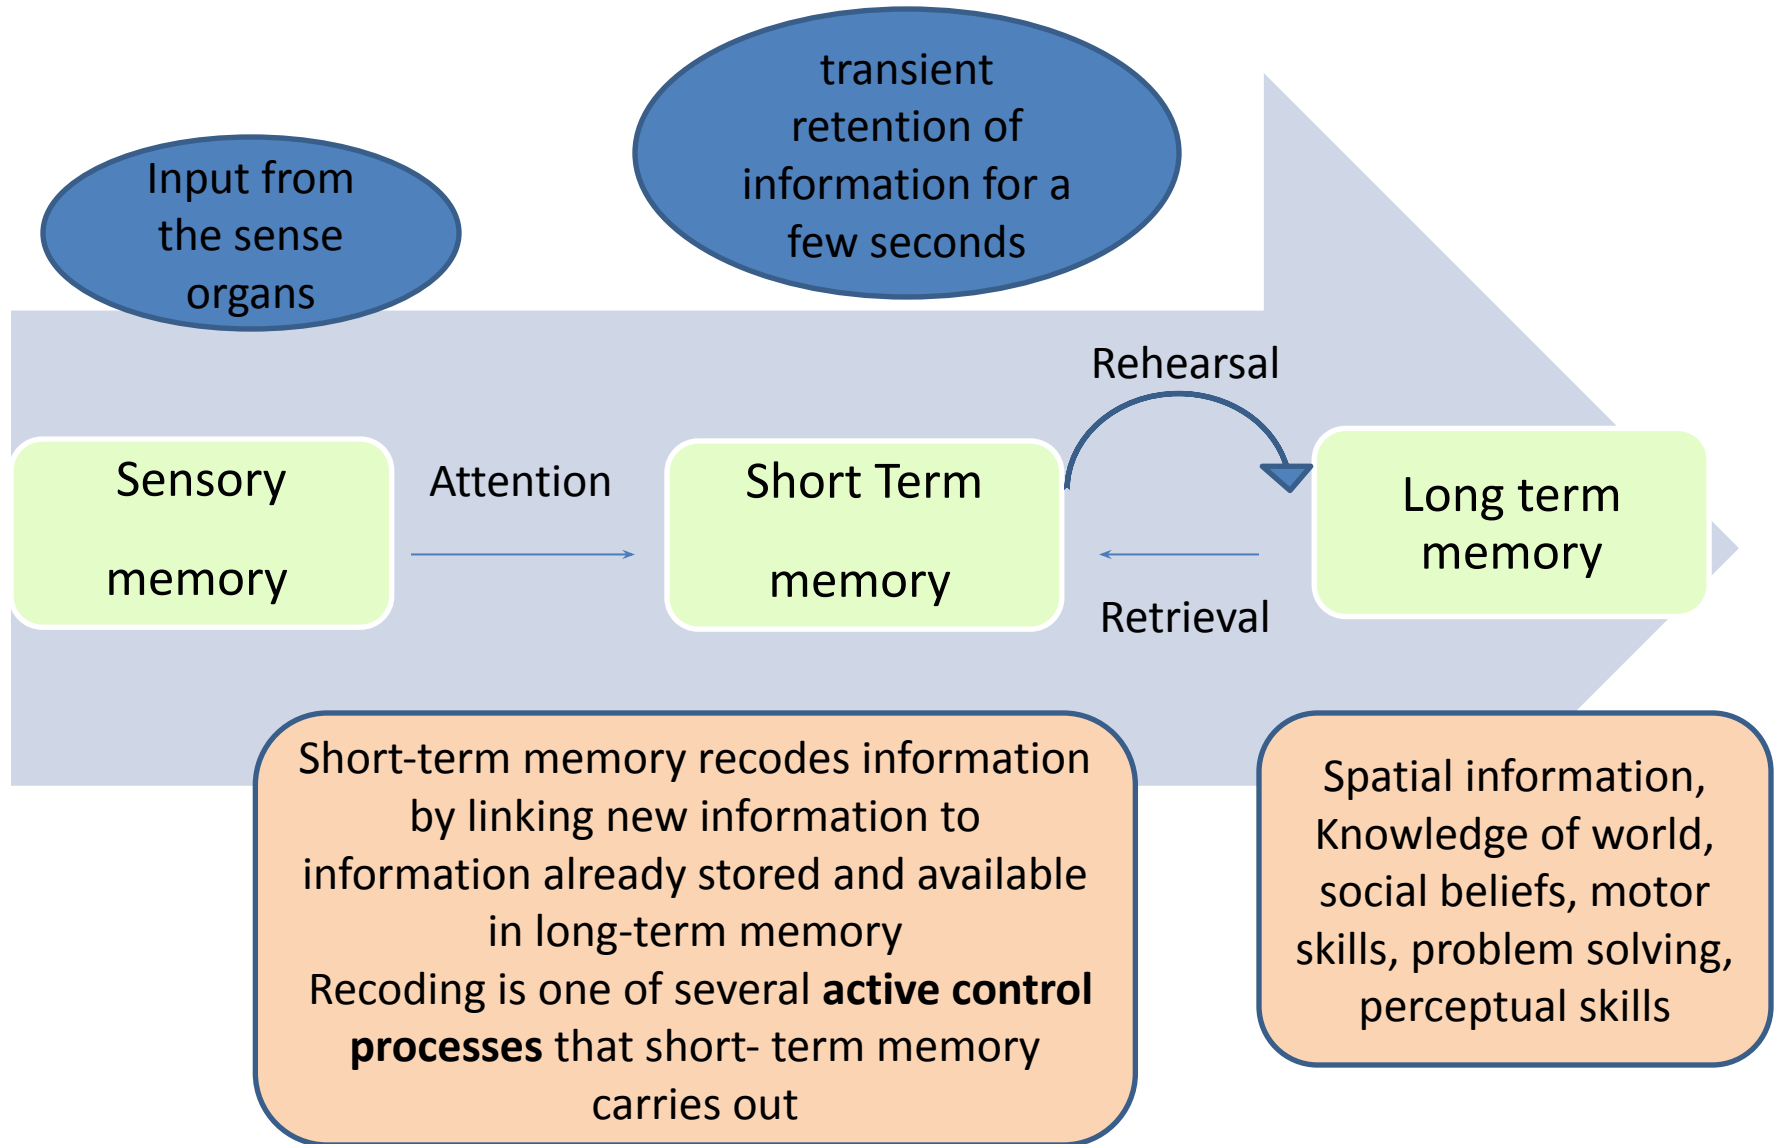 transient
retention of
information for a
few seconds
Input from
the sense
organs
Rehearsal
Sensory
memory
Attention
Short Term
memory
Long term
memory
Retrieval
Short-term memory recodes information
by linking new information to
information already stored and available
in long-term memory
Recoding is one of several active control
processes that short- term memory
carries out
Spatial information,
Knowledge of world,
social beliefs, motor
skills, problem solving,
perceptual skills